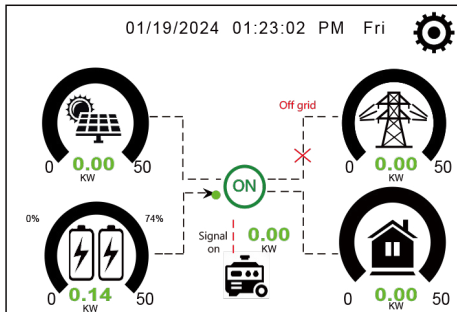 01/19/2024 01:23:02 PM Fri
Off grid
0 0.00 50
KW
0 0.00 50
KW
ON
0% 74%
Signal
on
0.00
KW
0 0.14 50
KW
0 0.00 50
KW